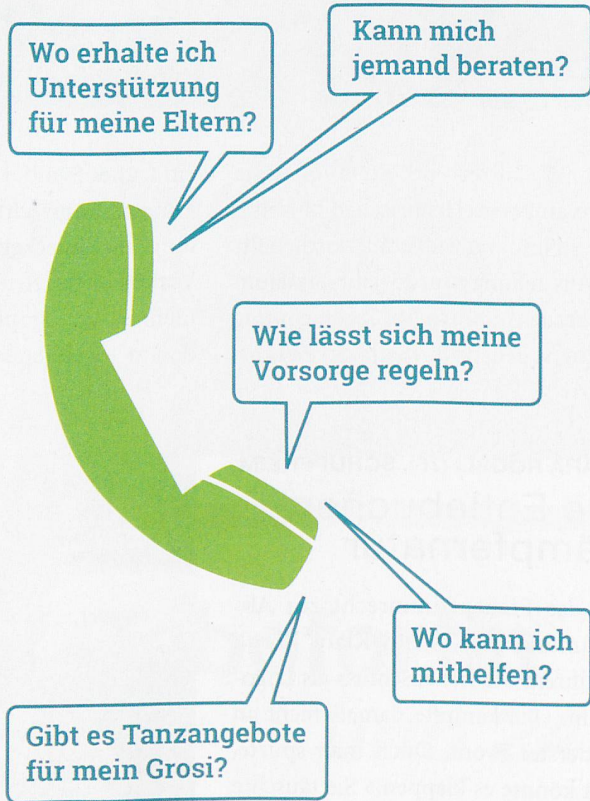 Wo erhalte ich
Unterstützung
für meine Eltern?
Kann mich
jemand beraten?
Wie lässt sich meine
Vorsorge regeln?
Wo kann ich
mithelfen?
Gibt es Tanzangebote
für mein Grosi?